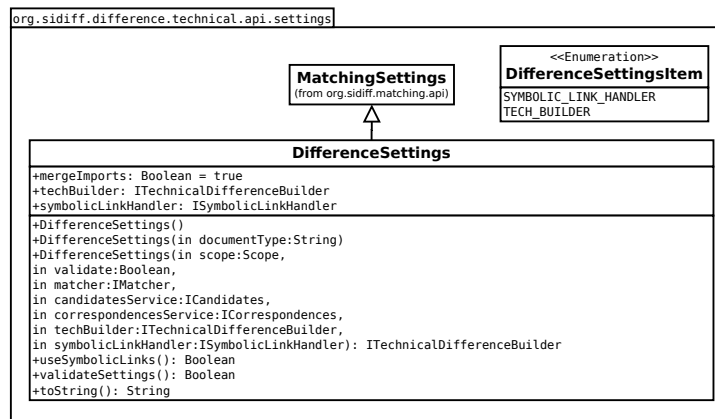 org.sidiff.difference.technical.api.settings
MatchingSettings
(from org.sidiff.matching.api)
<<Enumeration>>
DifferenceSettingsItem
SYMBOLIC_LINK_HANDLER
TECH_BUILDER
DifferenceSettings
+mergeImports: Boolean = true
+techBuilder: ITechnicalDifferenceBuilder
+symbolicLinkHandler: ISymbolicLinkHandler
+DifferenceSettings()
+DifferenceSettings(in documentType:String)
+DifferenceSettings(in scope:Scope,
in validate:Boolean,
in matcher:IMatcher,
in candidatesService:ICandidates,
in correspondencesService:ICorrespondences,
in techBuilder:ITechnicalDifferenceBuilder,
in symbolicLinkHandler:ISymbolicLinkHandler): ITechnicalDifferenceBuilder
+useSymbolicLinks(): Boolean
+validateSettings(): Boolean
+toString(): String